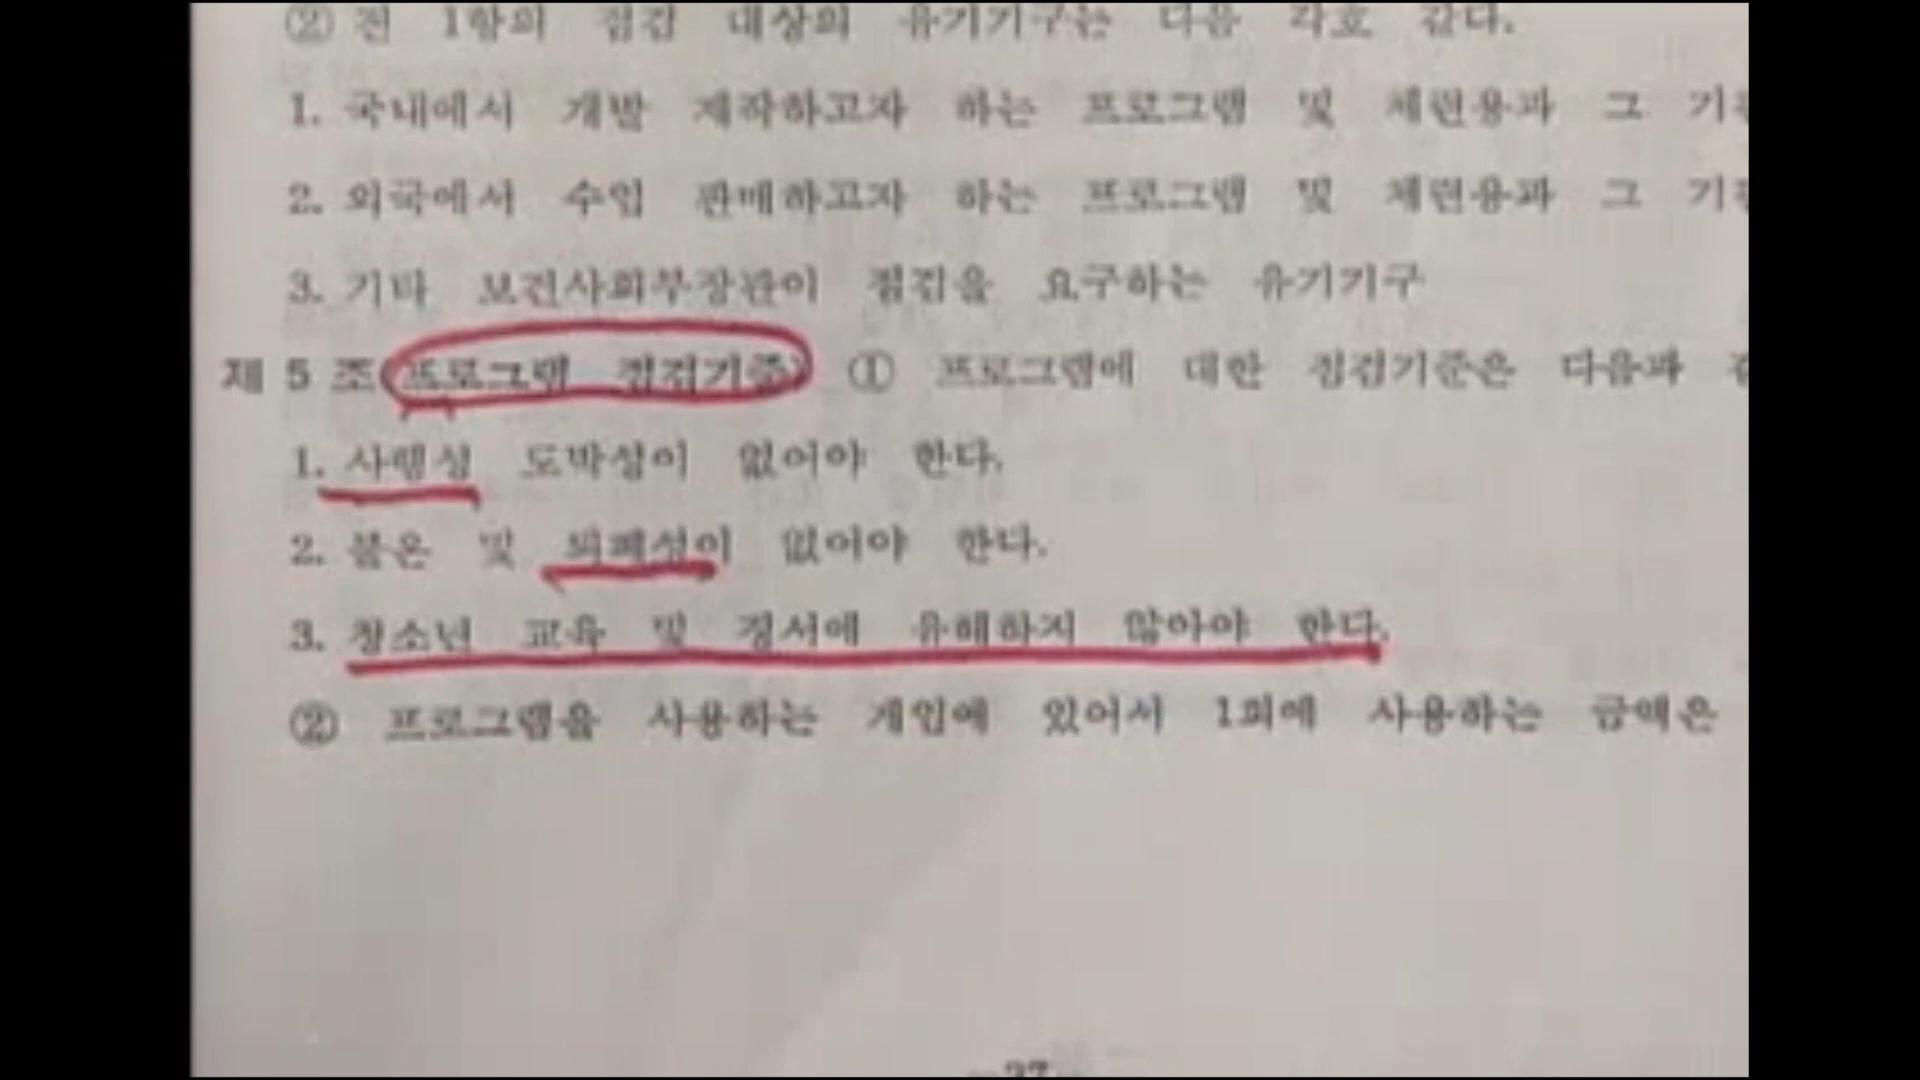 ② 전 1항의 점검 대상의 유기기구는 다음 각호 같다.
1. 국내에서 개발 제작하고자 하는 프로그램 및 체련용과 그 기
2. 외국에서 수입 판매하고자 하는 프로그램 및 체련용과 그 기
3. 기타 보건사회부장관이 점검을 요구하는 유기기구
제 5 조(프로그램 점검기준) ① 프로그램에 대한 점검기준은 다음과
1. 사행성 도박성이 없어야 한다.
2. 불온 및 퇴폐성이 없어야 한다.
3. 청소년 교육 및 정서에 유해하지 않아야 한다.
② 프로그램을 사용하는 게임에 있어서 1회에 사용하는 금액은